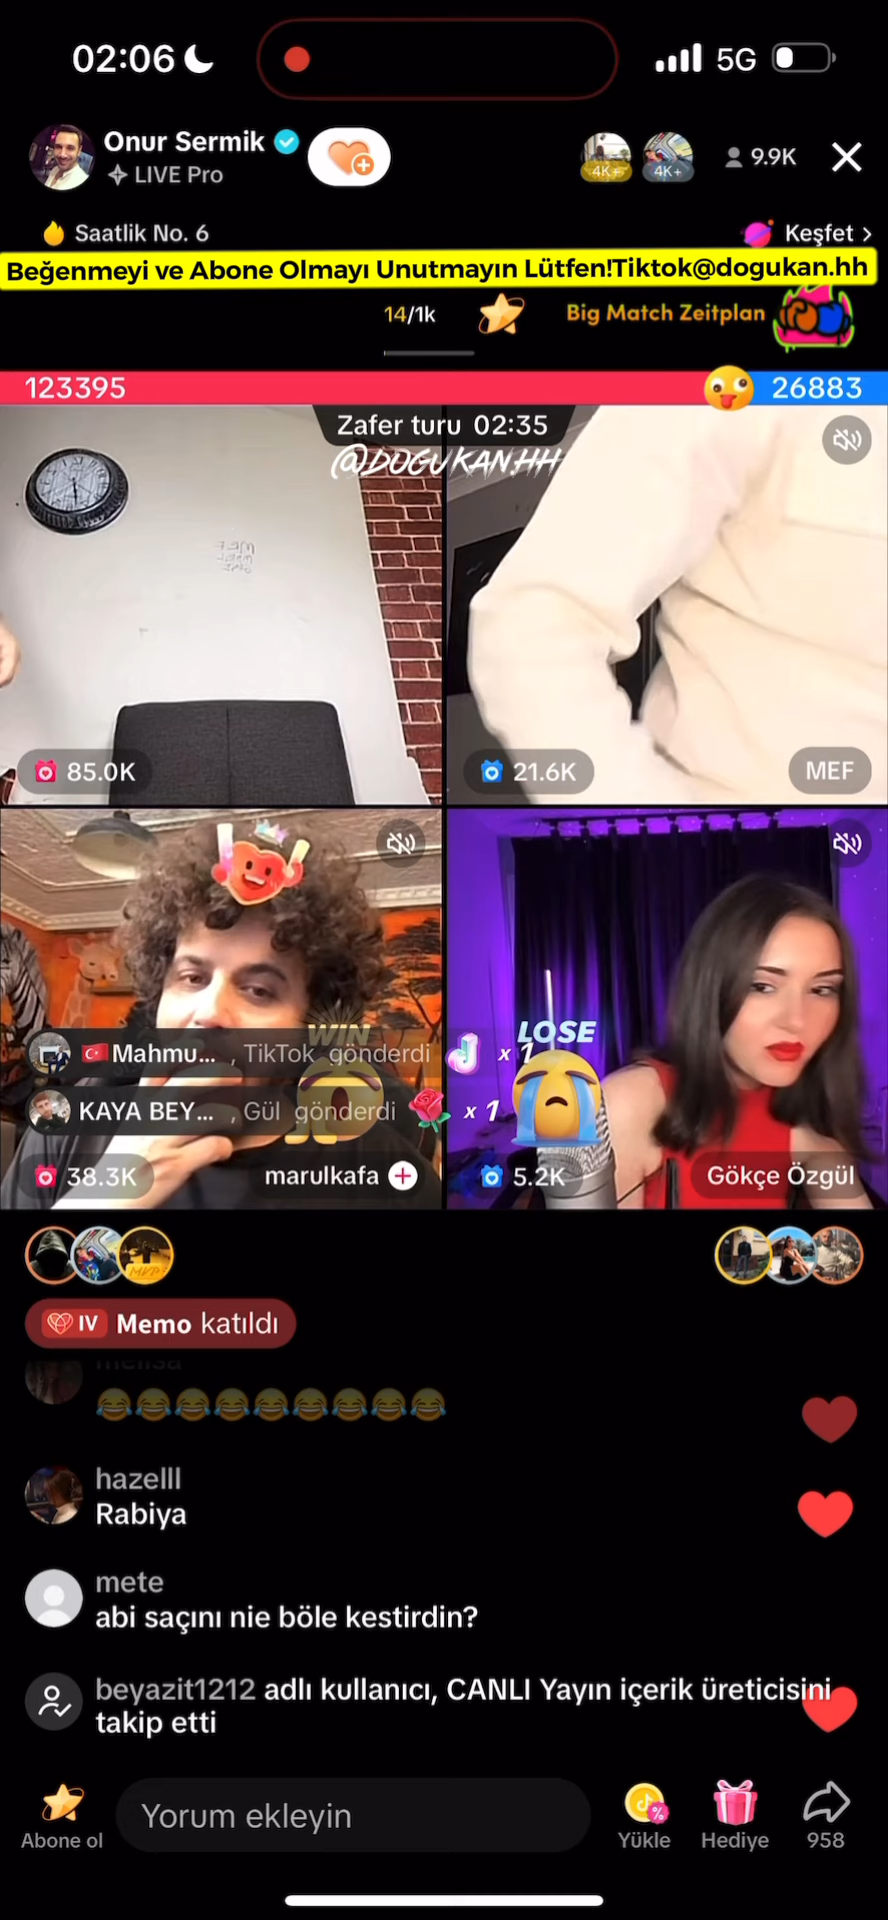 02:06
5G
Onur Sermik
LIVE Pro
4K+
4K+
9.9K
Saatlik No. 6
Keşfet >
Beğenmeyi ve Abone Olmayı Unutmayın Lütfen!Tiktok@dogukan.hh
14/1k
Big Match Zeitplan
123395
26883
Zafer turu 02:35
@DOGUKAN.HH
85.0K
21.6K
MEF
WIN
LOSE
Mahmu... , TikTok gönderdi x 1
KAYA BEY... , Gül gönderdi x 1
38.3K
marulkafa
5.2K
Gökçe Özgül
IV Memo katıldı
melisa
😂😂😂😂😂😂😂😂😂
hazelll
Rabiya
mete
abi saçını nie böle kestirdin?
beyazit1212 adlı kullanıcı, CANLI Yayın içerik üreticisini
takip etti
Abone ol
Yorum ekleyin
Yükle
Hediye
958